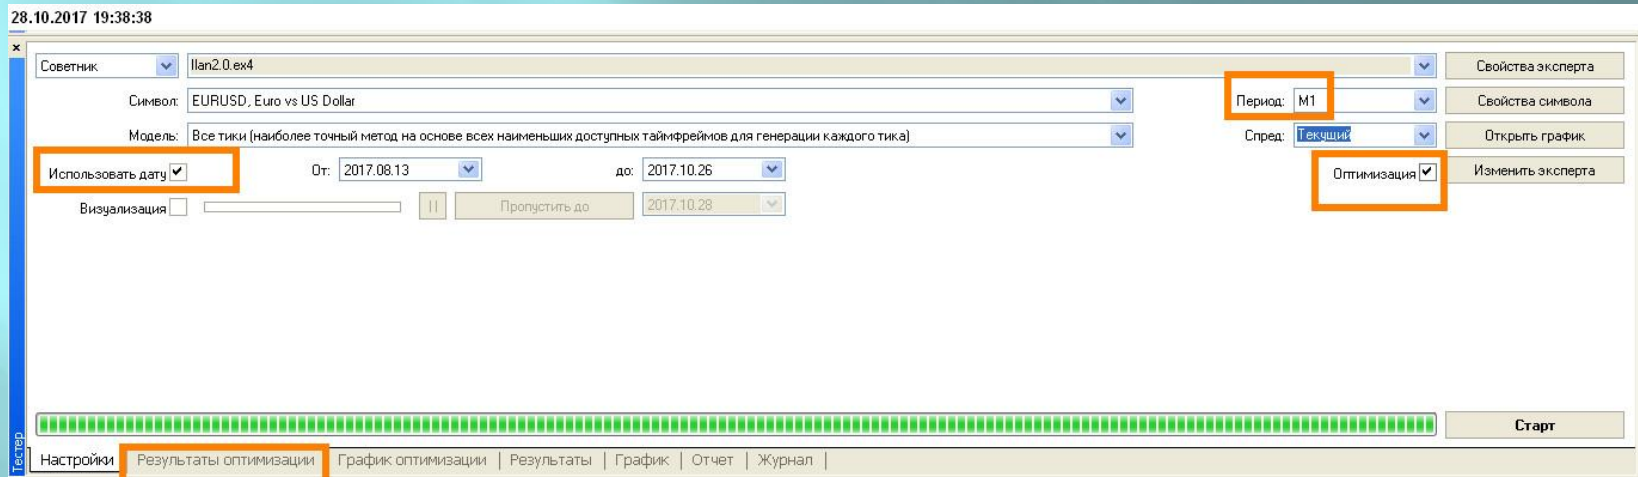 28.10.2017 19:38:38
Советник Ilan2.0.ex4 Свойства эксперта
Символ: EURUSD, Euro vs US Dollar Период: M1 Свойства символа
Модель: Все тики (наиболее точный метод на основе всех наименьших доступных таймфреймов для генерации каждого тика) Спред: Текущий Открыть график
Использовать дату От: 2017.08.13 до: 2017.10.26 Оптимизация Изменить эксперта
Визуализация Пропустить до 2017.10.28
Старт
Тестер
Настройки Результаты оптимизации График оптимизации Результаты График Отчет Журнал